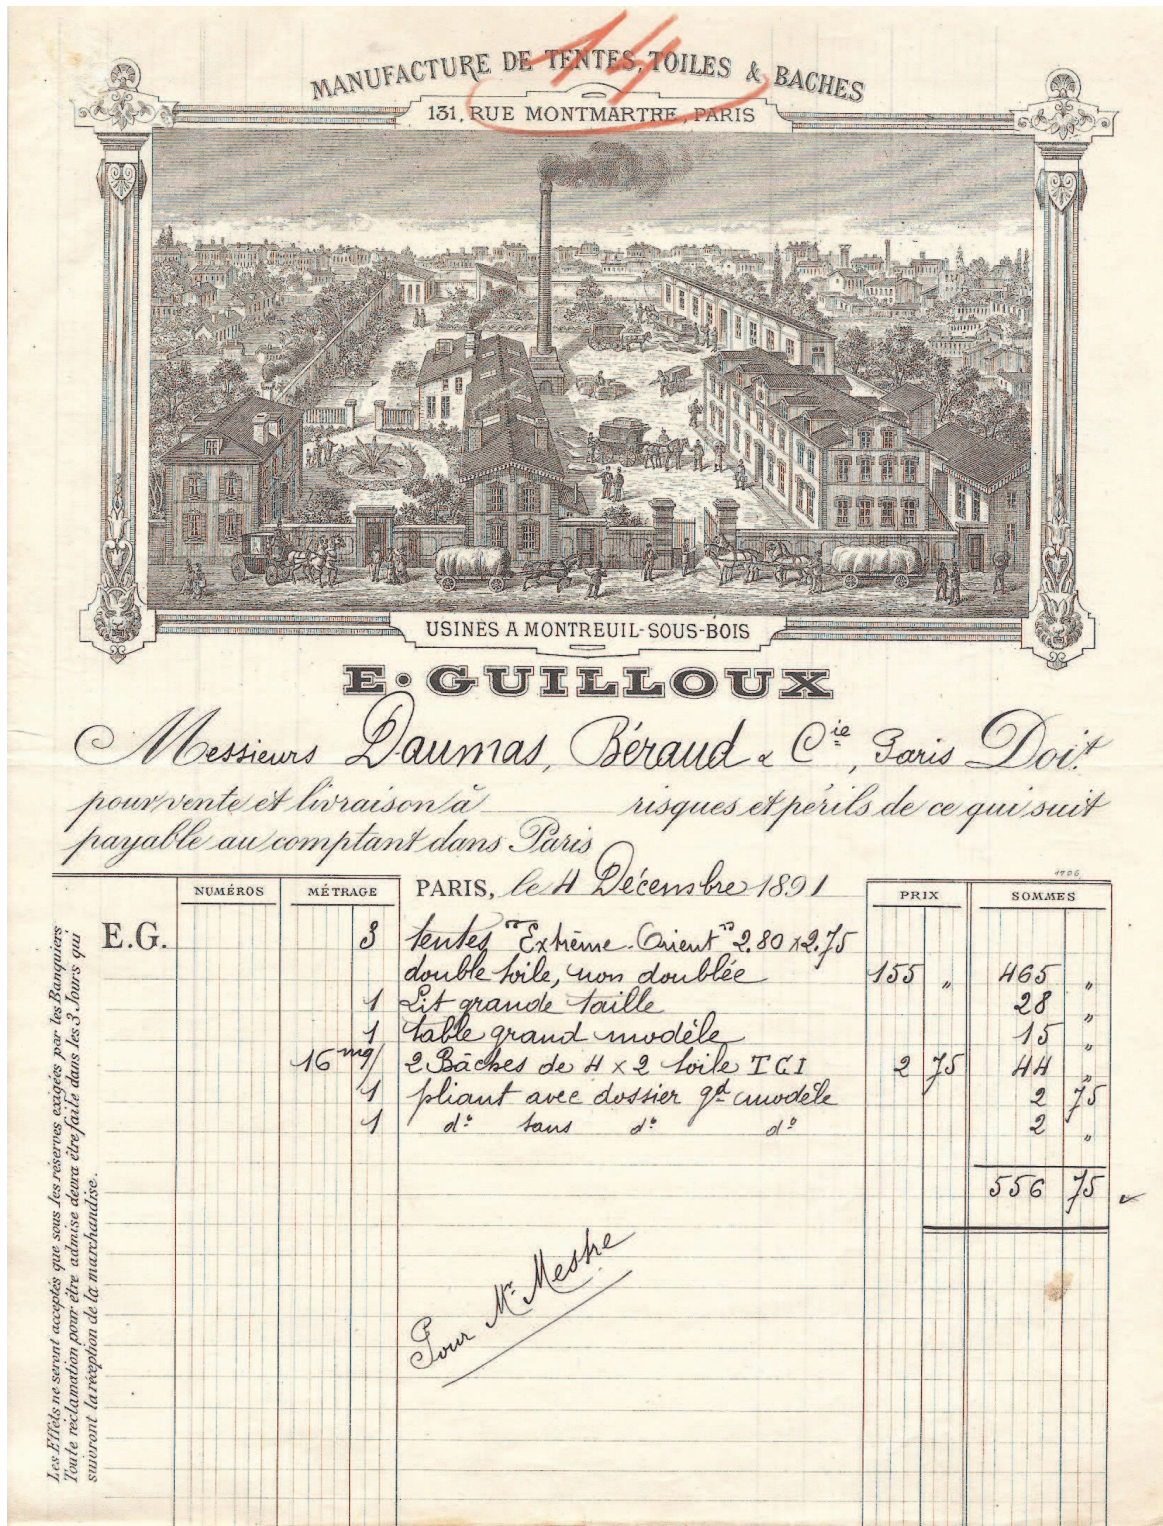 14
MANUFACTURE DE TENTES, TOILES & BACHES
131, RUE MONTMARTRE, PARIS
USINES A MONTREUIL-SOUS-BOIS
E. GUILLOUX
Messieurs Daumas, Béraud & Cie, Paris Doit
pour vente et livraison à risques et périls de ce qui suit
payable au comptant dans Paris
NUMÉROS MÉTRAGE PARIS, le 4 Décembre 1891 PRIX SOMMES
E.G. 3 tentes "Extrême-Orient" 2.80 x 2.75
double toile, non doublée 155 " 465 "
1 Lit grande taille 28 "
1 table grand modèle 15 "
16 mq/ 2 Bâches de 4 x 2 toile TCI 2 75 44 "
1 pliant avec dossier gd modèle 2 75
1 do sans do do 2 "
556 75
Pour Mr Mestre
Les Effets ne seront acceptés que sous les réserves exigées par les Banquiers
Toute réclamation pour être admise devra être faite dans les 3 Jours qui
suivront la réception de la marchandise.